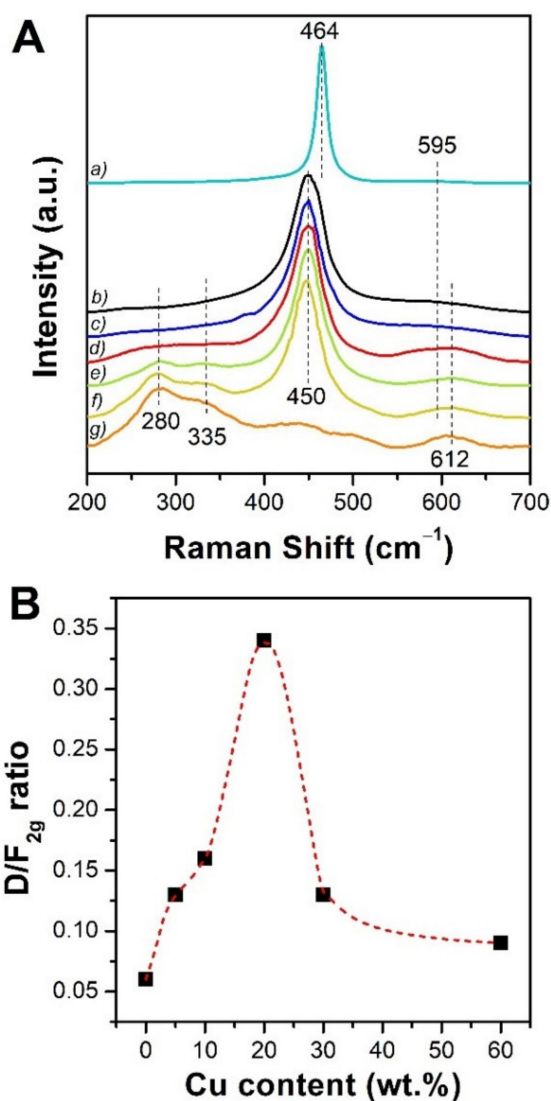 A
464
595
a)
b)
c)
d)
e)
f)
g)
280
335
450
612
Intensity (a.u.)
200 300 400 500 600 700
Raman Shift (cm⁻¹)
B
0.35
0.30
0.25
0.20
0.15
0.10
0.05
D/F₂g ratio
0 10 20 30 40 50 60
Cu content (wt.%)